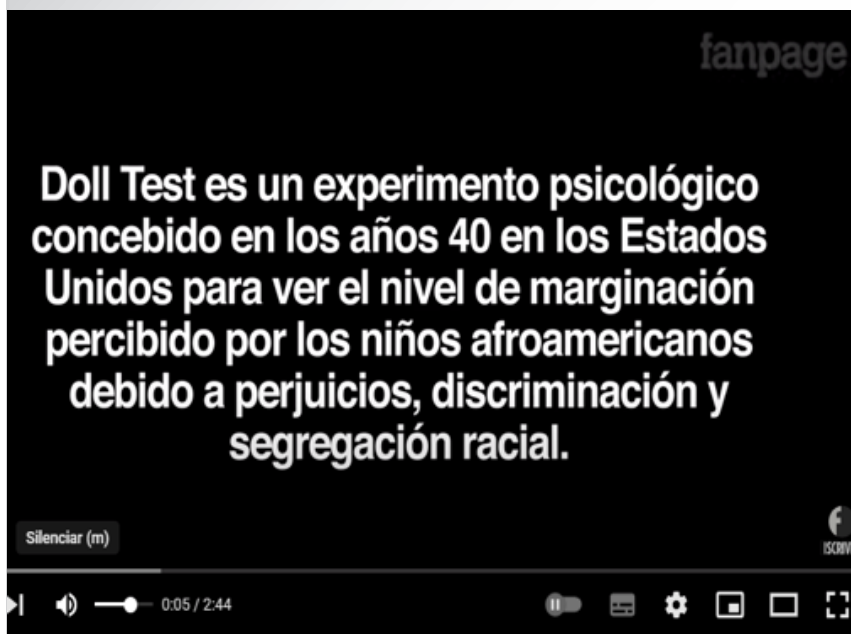 fanpage
Doll Test es un experimento psicológico
concebido en los años 40 en los Estados
Unidos para ver el nivel de marginación
percibido por los niños afroamericanos
debido a perjuicios, discriminación y
segregación racial.
Silenciar (m)
0:05 / 2:44